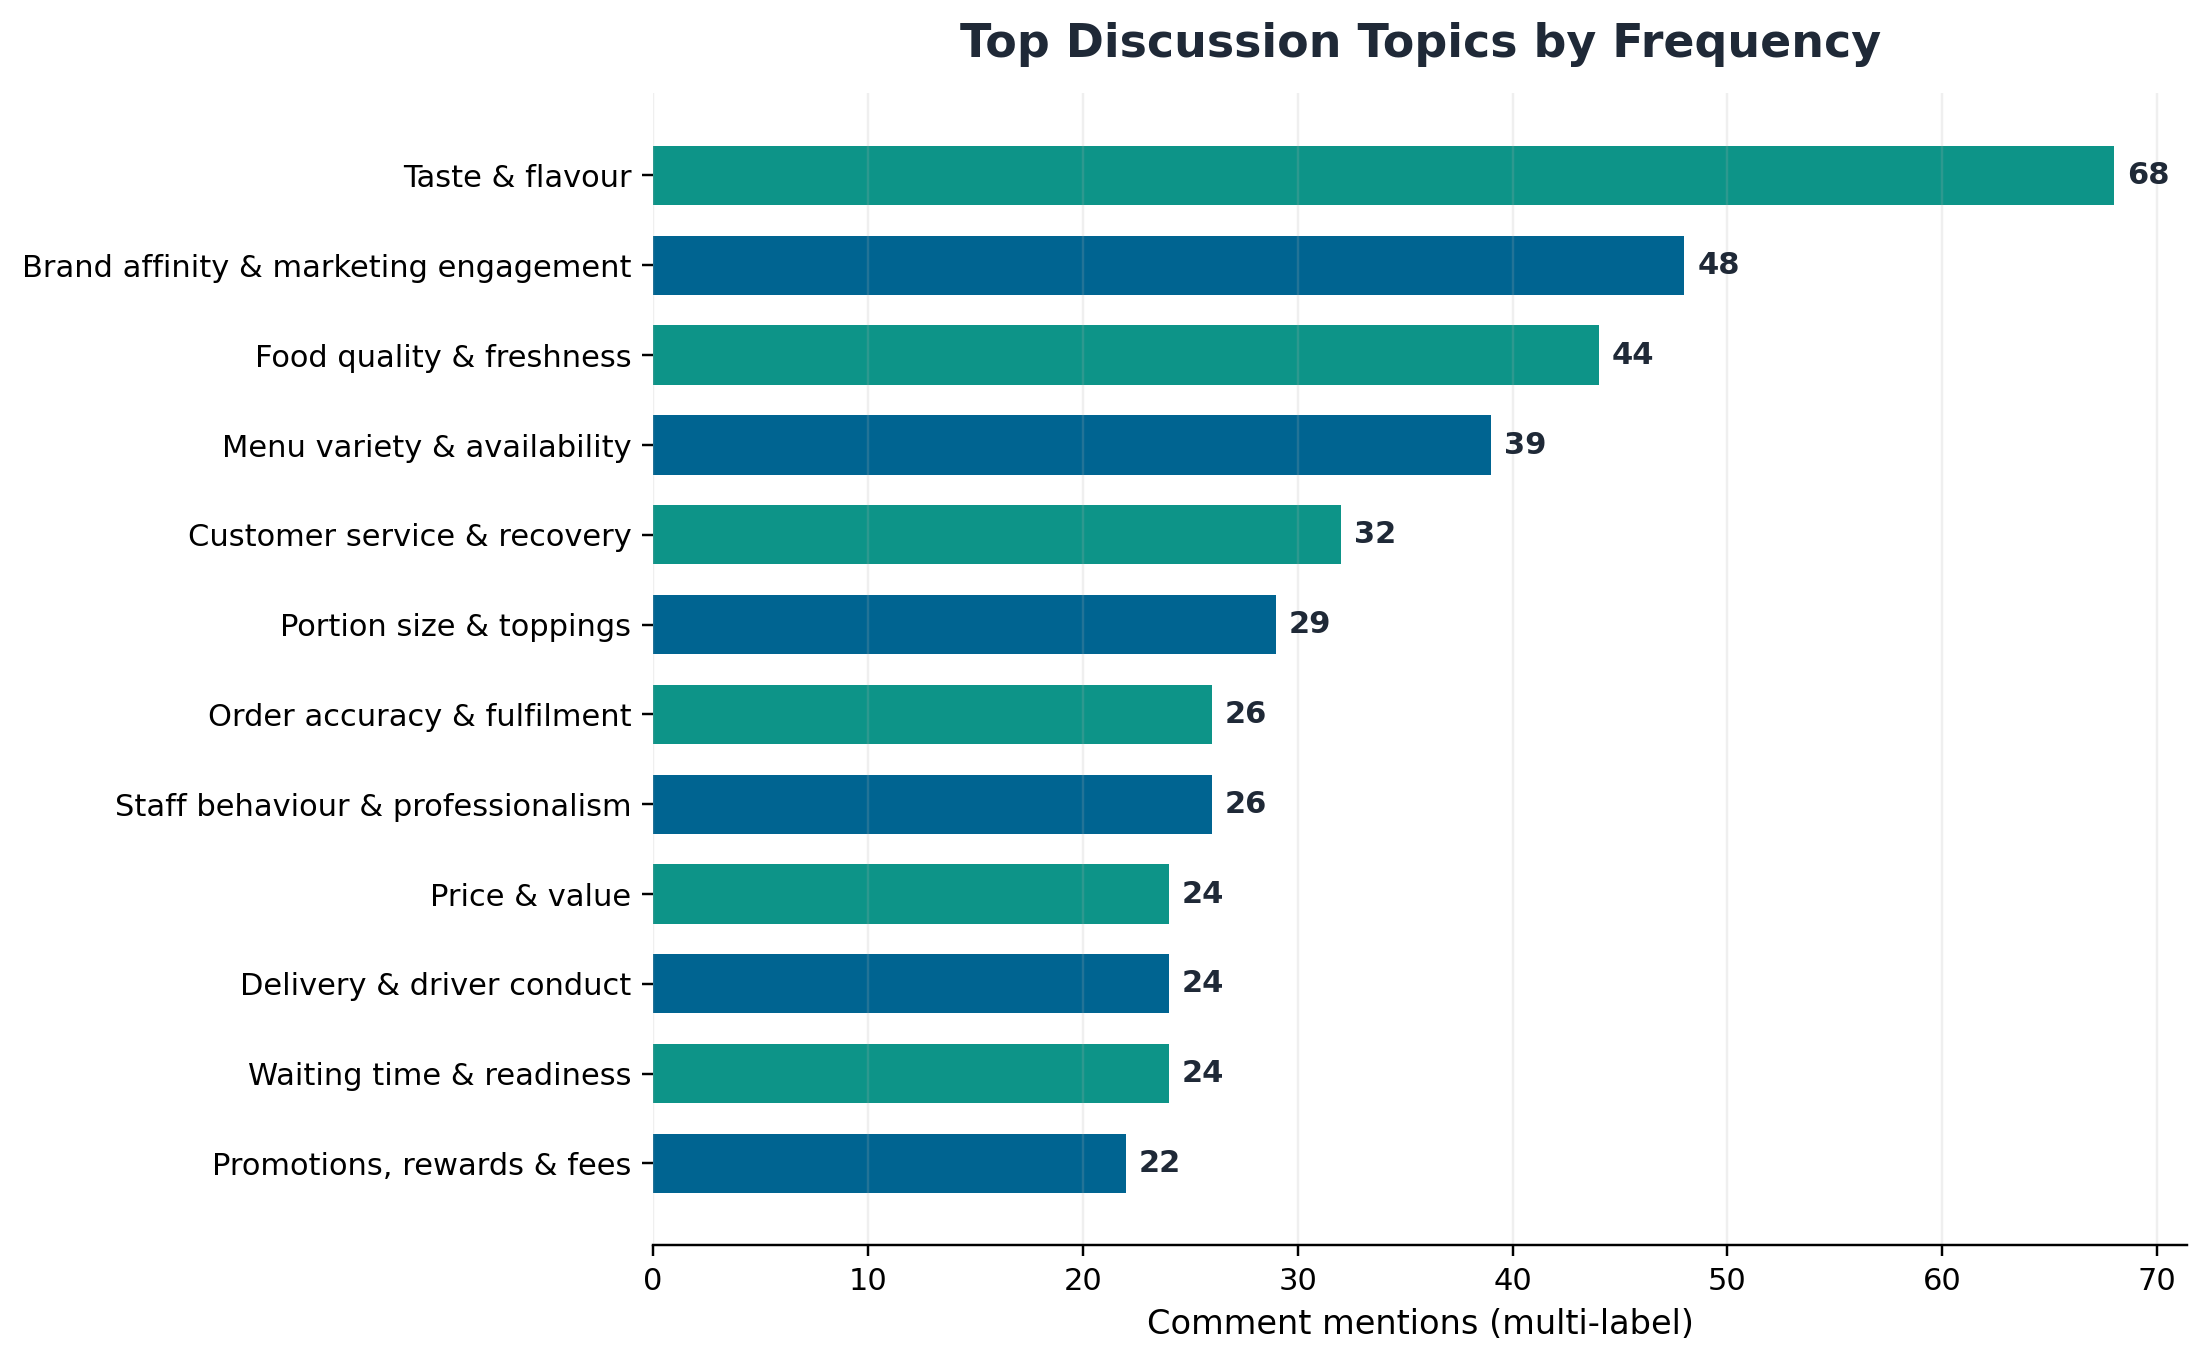 Top Discussion Topics by Frequency
Taste & flavour 68
Brand affinity & marketing engagement 48
Food quality & freshness 44
Menu variety & availability 39
Customer service & recovery 32
Portion size & toppings 29
Order accuracy & fulfilment 26
Staff behaviour & professionalism 26
Price & value 24
Delivery & driver conduct 24
Waiting time & readiness 24
Promotions, rewards & fees 22
0 10 20 30 40 50 60 70
Comment mentions (multi-label)